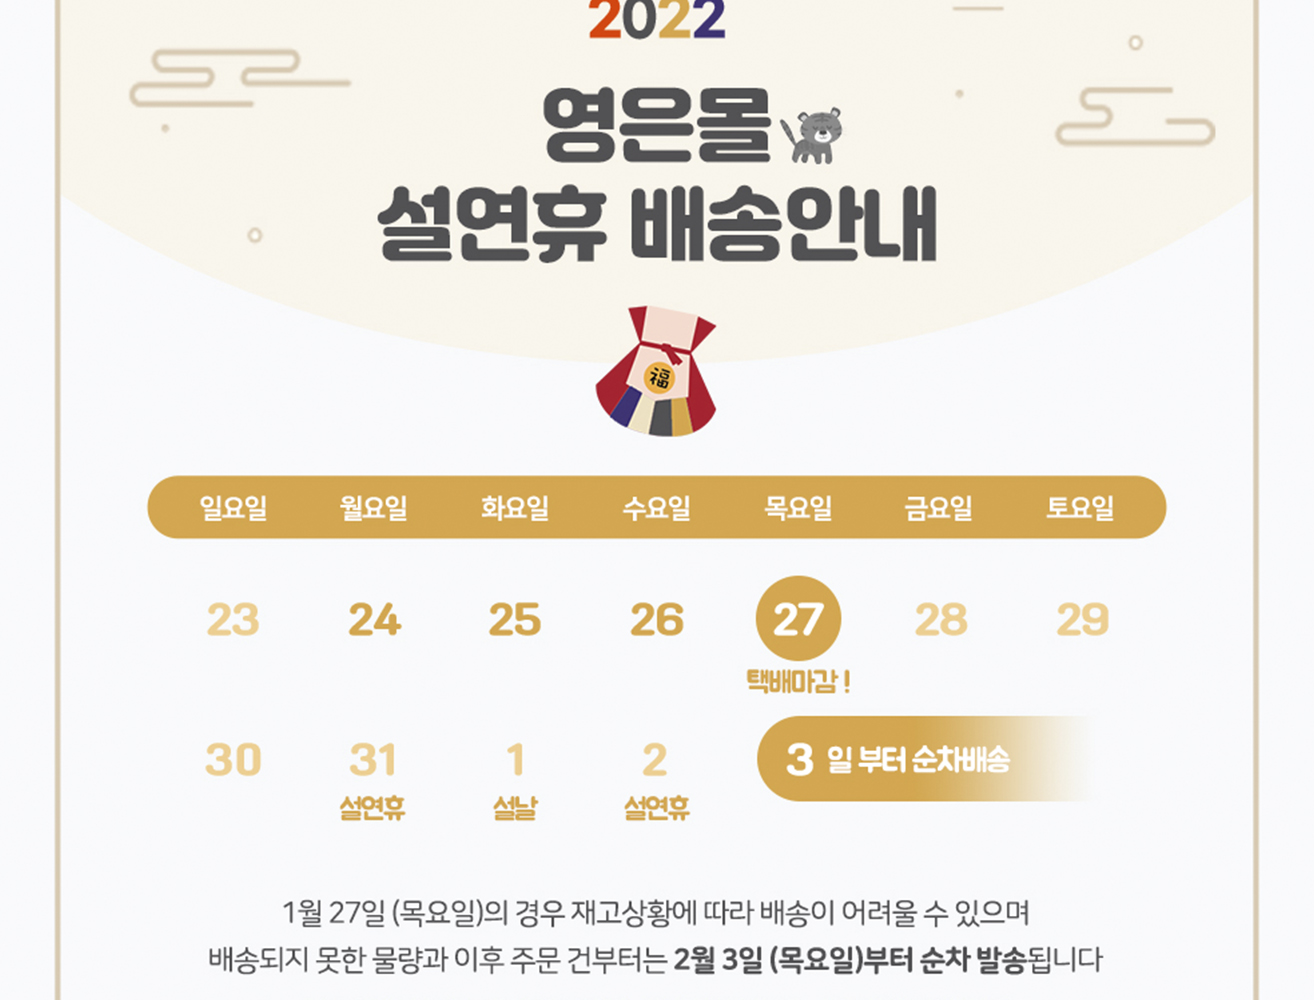 2022
영은몰
설연휴 배송안내
福
일요일 월요일 화요일 수요일 목요일 금요일 토요일
23 24 25 26 27 28 29
택배마감 !
30 31 1 2 3 일 부터 순차배송
설연휴 설날 설연휴
1월 27일 (목요일)의 경우 재고상황에 따라 배송이 어려울 수 있으며
배송되지 못한 물량과 이후 주문 건부터는 2월 3일 (목요일)부터 순차 발송됩니다